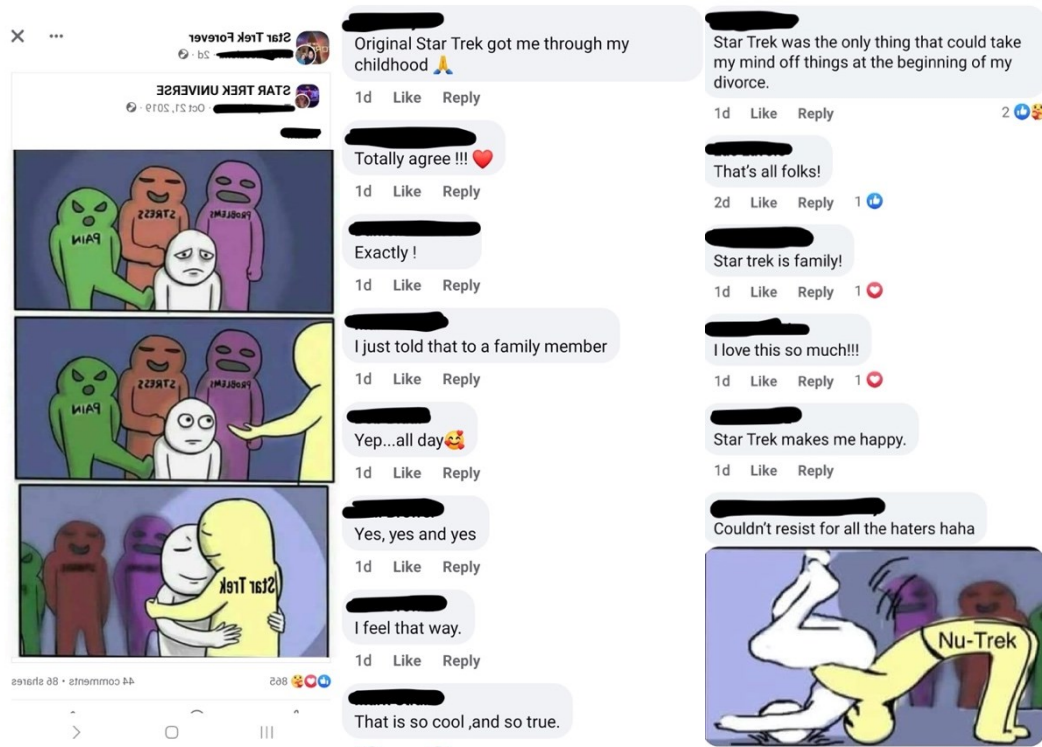 Star Trek Forever
2d
STAR TREK UNIVERSE
Oct 21, 2019
PAIN
STRESS
PROBLEMS
PAIN
STRESS
PROBLEMS
Star Trek
865
44 comments • 86 shares
Original Star Trek got me through my
childhood 🙏
1d Like Reply
Totally agree !!! ❤️
1d Like Reply
Exactly !
1d Like Reply
I just told that to a family member
1d Like Reply
Yep...all day🥰
1d Like Reply
Yes, yes and yes
1d Like Reply
I feel that way.
1d Like Reply
That is so cool ,and so true.
Star Trek was the only thing that could take
my mind off things at the beginning of my
divorce.
1d Like Reply 2
That's all folks!
2d Like Reply 1
Star trek is family!
1d Like Reply 1
I love this so much!!!
1d Like Reply 1
Star Trek makes me happy.
1d Like Reply
Couldn't resist for all the haters haha
Nu-Trek